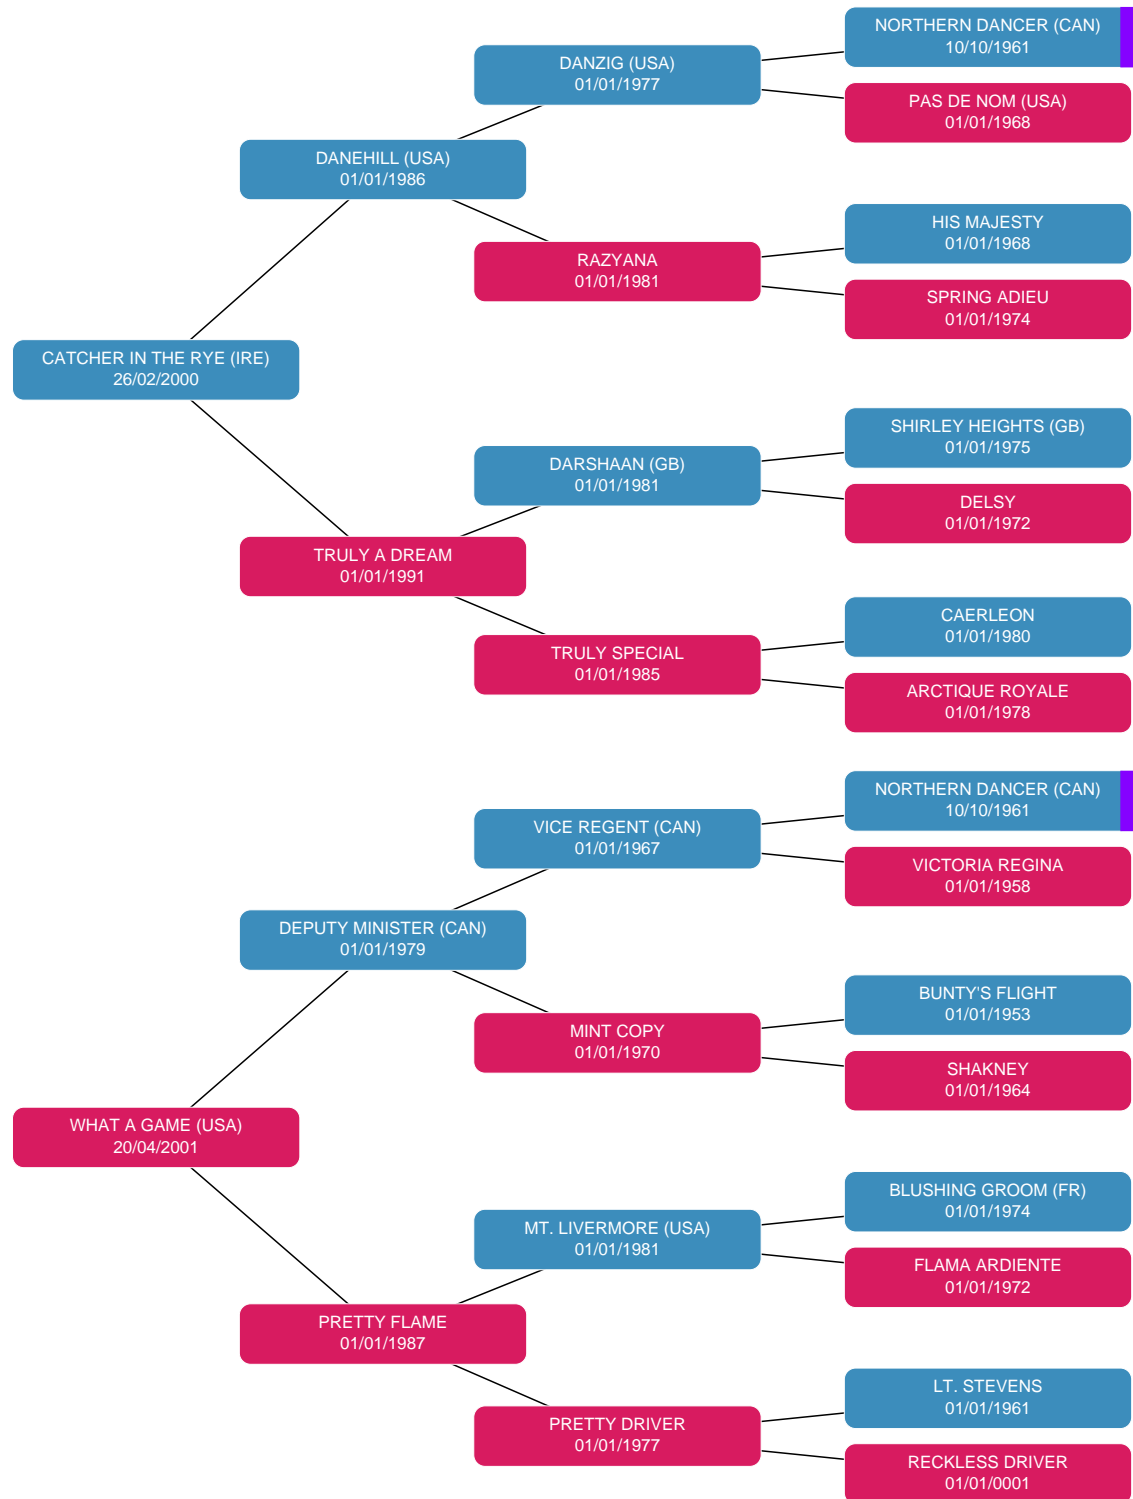 NORTHERN DANCER (CAN)
10/10/1961
DANZIG (USA)
01/01/1977
PAS DE NOM (USA)
01/01/1968
DANEHILL (USA)
01/01/1986
HIS MAJESTY
01/01/1968
RAZYANA
01/01/1981
SPRING ADIEU
01/01/1974
CATCHER IN THE RYE (IRE)
26/02/2000
SHIRLEY HEIGHTS (GB)
01/01/1975
DARSHAAN (GB)
01/01/1981
DELSY
01/01/1972
TRULY A DREAM
01/01/1991
CAERLEON
01/01/1980
TRULY SPECIAL
01/01/1985
ARCTIQUE ROYALE
01/01/1978
NORTHERN DANCER (CAN)
10/10/1961
VICE REGENT (CAN)
01/01/1967
VICTORIA REGINA
01/01/1958
DEPUTY MINISTER (CAN)
01/01/1979
BUNTY'S FLIGHT
01/01/1953
MINT COPY
01/01/1970
SHAKNEY
01/01/1964
WHAT A GAME (USA)
20/04/2001
BLUSHING GROOM (FR)
01/01/1974
MT. LIVERMORE (USA)
01/01/1981
FLAMA ARDIENTE
01/01/1972
PRETTY FLAME
01/01/1987
LT. STEVENS
01/01/1961
PRETTY DRIVER
01/01/1977
RECKLESS DRIVER
01/01/0001